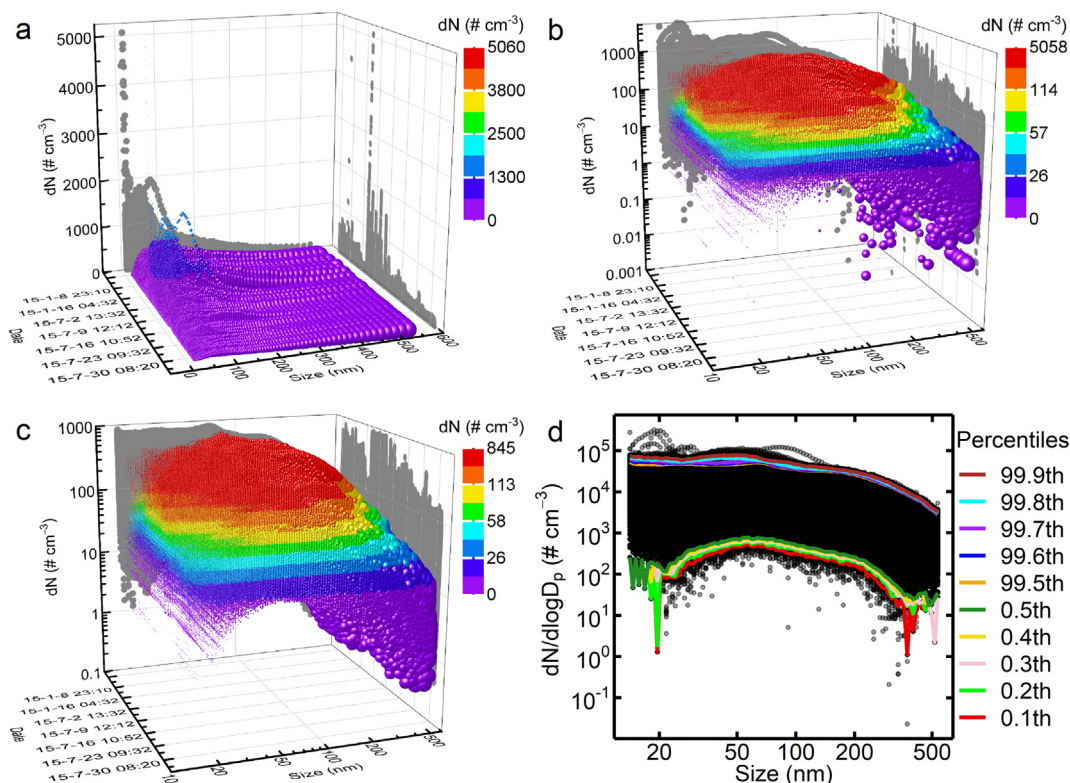 a
dN (# cm⁻³)
5060
3800
2500
1300
0
dN (# cm⁻³)
5000
4000
3000
2000
1000
0
15-1-8 23:10
15-1-16 04:32
15-7-2 13:32
15-7-9 12:12
15-7-16 10:52
15-7-23 09:32
15-7-30 08:20
Date
0
100
200
300
400
500
600
Size (nm)
b
dN (# cm⁻³)
5058
114
57
26
0
dN (# cm⁻³)
1000
100
10
1
0.1
0.01
0.001
15-1-8 23:10
15-1-16 04:32
15-7-2 13:32
15-7-9 12:12
15-7-16 10:52
15-7-23 09:32
15-7-30 08:20
Date
10
20
50
100
200
500
Size (nm)
c
dN (# cm⁻³)
845
113
58
26
0
dN (# cm⁻³)
1000
100
10
1
0.1
15-1-8 23:10
15-1-16 04:32
15-7-2 13:32
15-7-9 12:12
15-7-16 10:52
15-7-23 09:32
15-7-30 08:20
Date
10
20
50
100
200
500
Size (nm)
d
dN/dlogDₚ (# cm⁻³)
10⁵
10⁴
10³
10²
10¹
10⁰
10⁻¹
20
50
100
200
500
Size (nm)
Percentiles
99.9th
99.8th
99.7th
99.6th
99.5th
0.5th
0.4th
0.3th
0.2th
0.1th